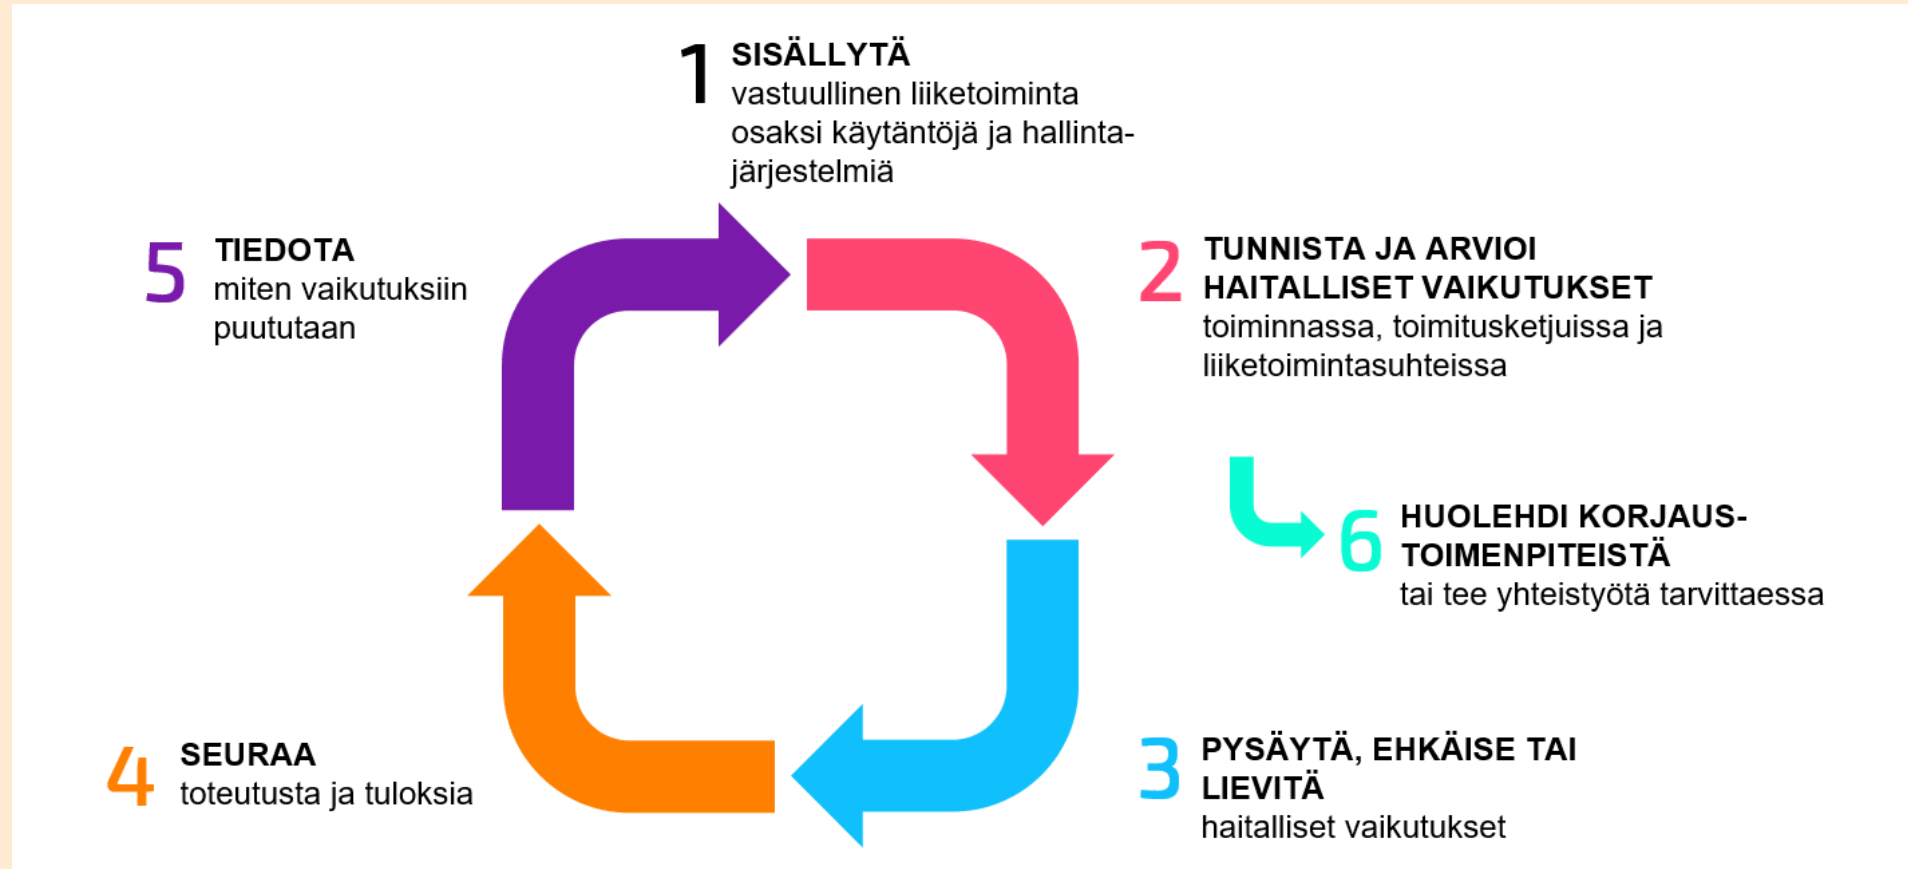 1 SISÄLLYTÄ
vastuullinen liiketoiminta
osaksi käytäntöjä ja hallinta-
järjestelmiä
2 TUNNISTA JA ARVIOI
HAITALLISET VAIKUTUKSET
toiminnassa, toimitusketjuissa ja
liiketoimintasuhteissa
6 HUOLEHDI KORJAUS-
TOIMENPITEISTÄ
tai tee yhteistyötä tarvittaessa
3 PYSÄYTÄ, EHKÄISE TAI
LIEVITÄ
haitalliset vaikutukset
4 SEURAA
toteutusta ja tuloksia
5 TIEDOTA
miten vaikutuksiin
puututaan